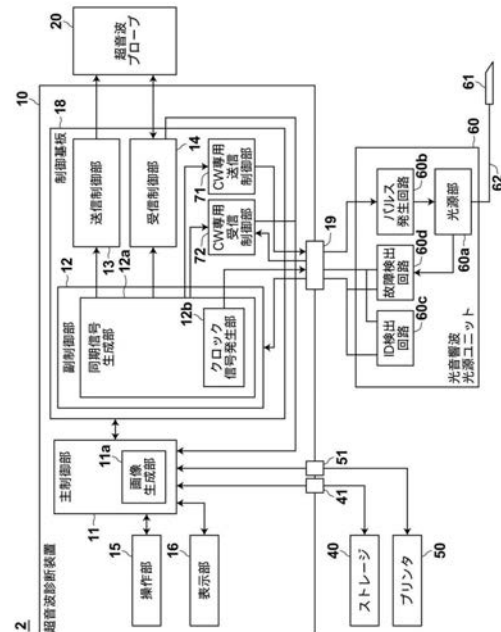 2
超音波診断装置
10
20
超音波
プローブ
18
制御基板
送信制御部
13
受信制御部
14
12
副制御部
12a
同期信号
生成部
12b
クロック
信号発生部
CW専用
送信
制御部
71
CW専用
受信
制御部
72
11
主制御部
11a
画像
生成部
15
操作部
16
表示部
19
51
41
40
ストレージ
50
プリンタ
61
62
60
パルス
発生回路
60b
光源部
60a
故障検出
回路
60d
ID検出
回路
60c
光音響波
光源ユニット